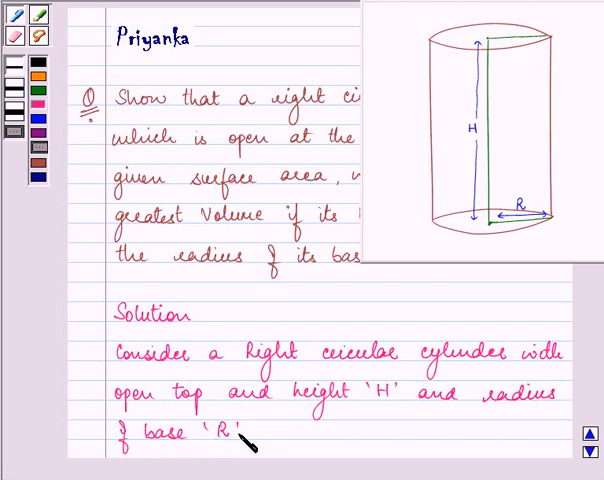 Priyanka
Q Show that a right ci
which is open at the
given surface area, w
greatest volume if its
the radius of its bas
Solution
Consider a Right circular cylinder with
open top and height 'H' and radius
of base 'R'
H
R